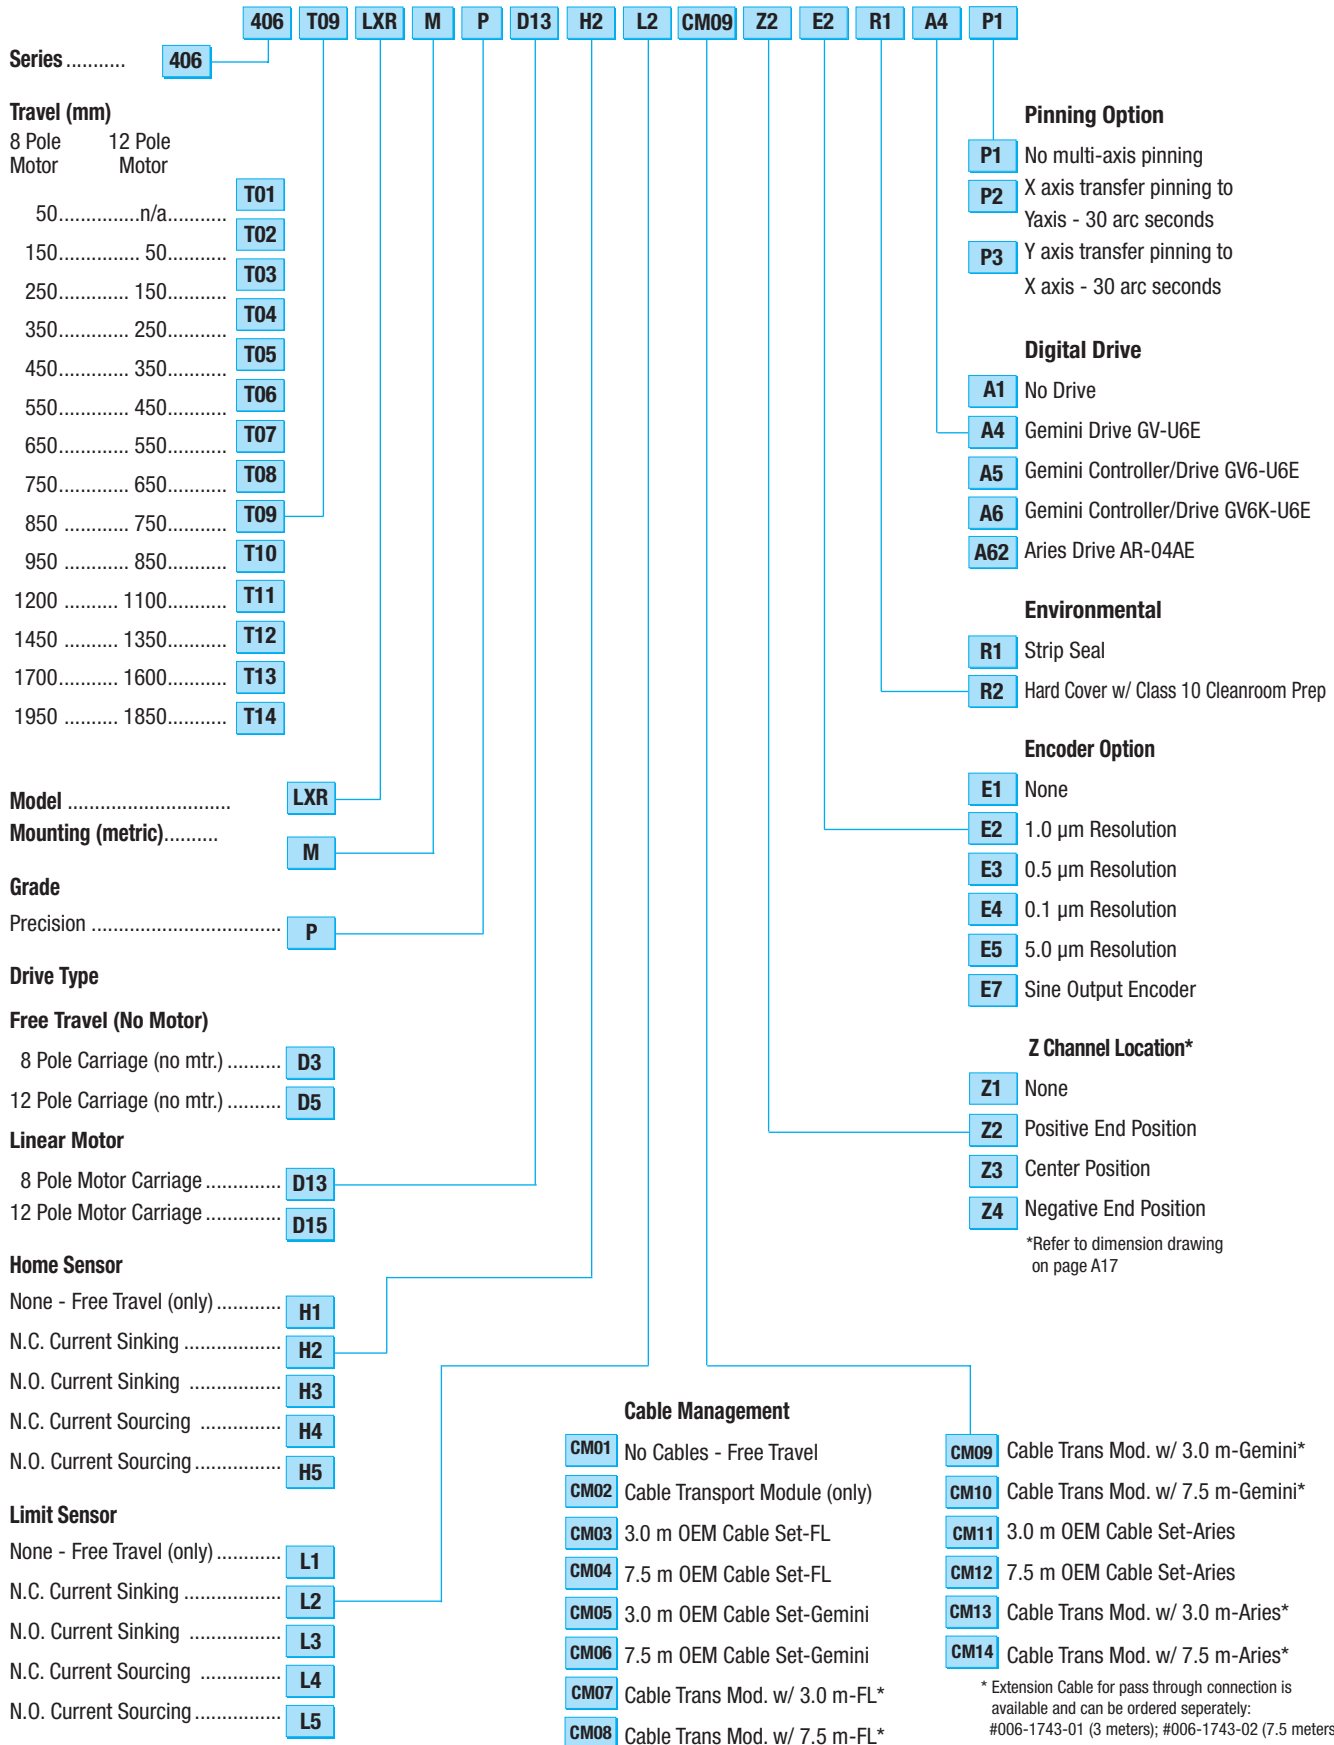 406 T09 LXR M P D13 H2 L2 CM09 Z2 E2 R1 A4 P1
Series ........... 406
Travel (mm)
8 Pole Motor 12 Pole Motor
50...............n/a........... T01
150............... 50........... T02
250............. 150........... T03
350............. 250........... T04
450............. 350........... T05
550............. 450........... T06
650............. 550........... T07
750............. 650........... T08
850 ............ 750........... T09
950 ............ 850........... T10
1200 .......... 1100........... T11
1450 .......... 1350........... T12
1700........... 1600........... T13
1950 .......... 1850........... T14
Model .............................. LXR
Mounting (metric).......... M
Grade
Precision ................................... P
Drive Type
Free Travel (No Motor)
8 Pole Carriage (no mtr.) .......... D3
12 Pole Carriage (no mtr.) .......... D5
Linear Motor
8 Pole Motor Carriage .............. D13
12 Pole Motor Carriage .............. D15
Home Sensor
None - Free Travel (only) ............ H1
N.C. Current Sinking .................. H2
N.O. Current Sinking ................. H3
N.C. Current Sourcing ............... H4
N.O. Current Sourcing ................ H5
Limit Sensor
None - Free Travel (only) ............ L1
N.C. Current Sinking .................. L2
N.O. Current Sinking ................. L3
N.C. Current Sourcing ............... L4
N.O. Current Sourcing ................ L5
Pinning Option
P1 No multi-axis pinning
P2 X axis transfer pinning to
Yaxis - 30 arc seconds
P3 Y axis transfer pinning to
X axis - 30 arc seconds
Digital Drive
A1 No Drive
A4 Gemini Drive GV-U6E
A5 Gemini Controller/Drive GV6-U6E
A6 Gemini Controller/Drive GV6K-U6E
A62 Aries Drive AR-04AE
Environmental
R1 Strip Seal
R2 Hard Cover w/ Class 10 Cleanroom Prep
Encoder Option
E1 None
E2 1.0 µm Resolution
E3 0.5 µm Resolution
E4 0.1 µm Resolution
E5 5.0 µm Resolution
E7 Sine Output Encoder
Z Channel Location*
Z1 None
Z2 Positive End Position
Z3 Center Position
Z4 Negative End Position
*Refer to dimension drawing
on page A17
Cable Management
CM01 No Cables - Free Travel
CM02 Cable Transport Module (only)
CM03 3.0 m OEM Cable Set-FL
CM04 7.5 m OEM Cable Set-FL
CM05 3.0 m OEM Cable Set-Gemini
CM06 7.5 m OEM Cable Set-Gemini
CM07 Cable Trans Mod. w/ 3.0 m-FL*
CM08 Cable Trans Mod. w/ 7.5 m-FL*
CM09 Cable Trans Mod. w/ 3.0 m-Gemini*
CM10 Cable Trans Mod. w/ 7.5 m-Gemini*
CM11 3.0 m OEM Cable Set-Aries
CM12 7.5 m OEM Cable Set-Aries
CM13 Cable Trans Mod. w/ 3.0 m-Aries*
CM14 Cable Trans Mod. w/ 7.5 m-Aries*
* Extension Cable for pass through connection is
available and can be ordered seperately:
#006-1743-01 (3 meters); #006-1743-02 (7.5 meters